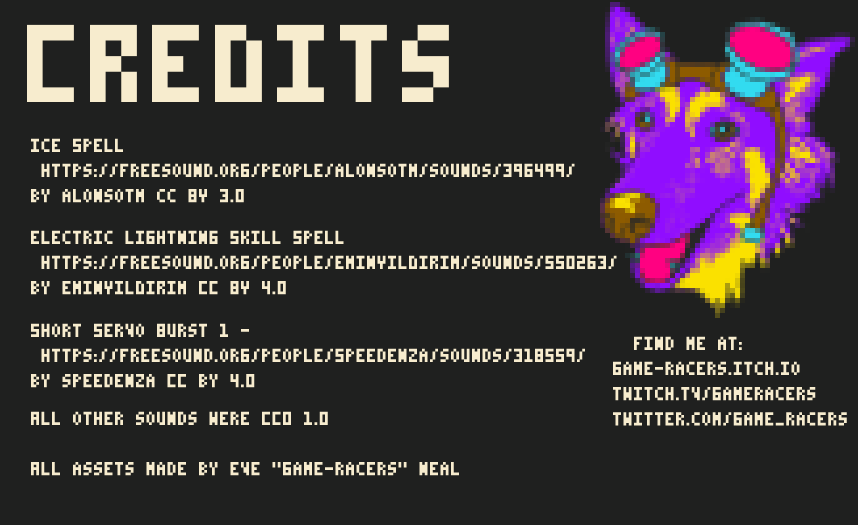 CREDITS
ICE SPELL
HTTPS://FREESOUND.ORG/PEOPLE/ALONSOTM/SOUNDS/396499/
BY ALONSOTM CC BY 3.0
ELECTRIC LIGHTNING SKILL SPELL
HTTPS://FREESOUND.ORG/PEOPLE/EMINYILDIRIM/SOUNDS/550263/
BY EMINYILDIRIM CC BY 4.0
SHORT SERVO BURST 1 -
HTTPS://FREESOUND.ORG/PEOPLE/SPEEDENZA/SOUNDS/318559/
BY SPEEDENZA CC BY 4.0
ALL OTHER SOUNDS WERE CC0 1.0
ALL ASSETS MADE BY EVE "GAME-RACERS" NEAL
FIND ME AT:
GAME-RACERS.ITCH.IO
TWITCH.TV/GAMERACERS
TWITTER.COM/GAME_RACERS